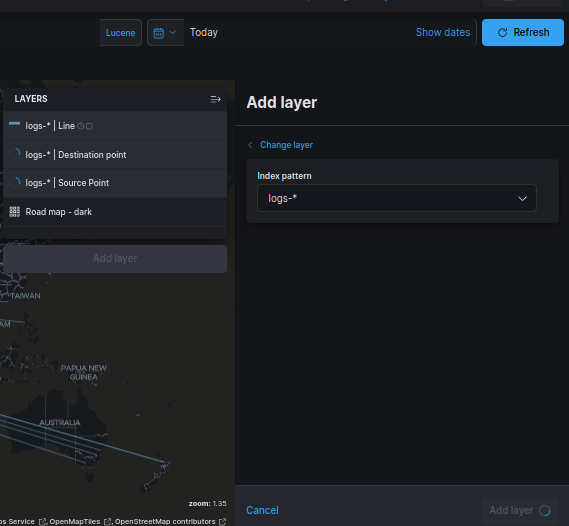 Lucene
Today
Show dates
Refresh
LAYERS
logs-* | Line
logs-* | Destination point
logs-* | Source Point
Road map - dark
Add layer
TAIWAN
AM
PAPUA NEW
GUINEA
AUSTRALIA
zoom: 1.35
ps Service , OpenMapTiles , OpenStreetMap contributors
Add layer
Change layer
Index pattern
logs-*
Cancel
Add layer